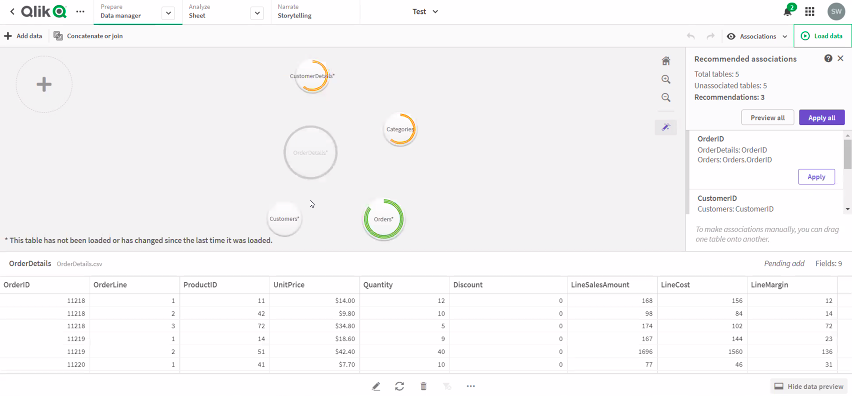 Qlik
Prepare
Data manager
Analyze
Sheet
Narrate
Storytelling
Test
2
SW
Add data
Concatenate or join
Associations
Load data
CustomerDetails*
Categories
OrderDetails*
Customers*
Orders*
* This table has not been loaded or has changed since the last time it was loaded.
Recommended associations
Total tables: 5
Unassociated tables: 5
Recommendations: 3
Preview all
Apply all
OrderID
OrderDetails: OrderID
Orders: Orders.OrderID
Apply
CustomerID
Customers: CustomerID
To make associations manually, you can drag
one table onto another.
OrderDetails OrderDetails.csv Pending add Fields: 9
OrderID OrderLine ProductID UnitPrice Quantity Discount LineSalesAmount LineCost LineMargin
11218 1 11 $14.00 12 0 168 156 12
11218 2 42 $9.80 10 0 98 84 14
11218 3 72 $34.80 5 0 174 102 72
11219 1 14 $18.60 9 0 167 144 23
11219 2 51 $42.40 40 0 1696 1560 136
11220 1 41 $7.70 10 0 77 46 31
Hide data preview